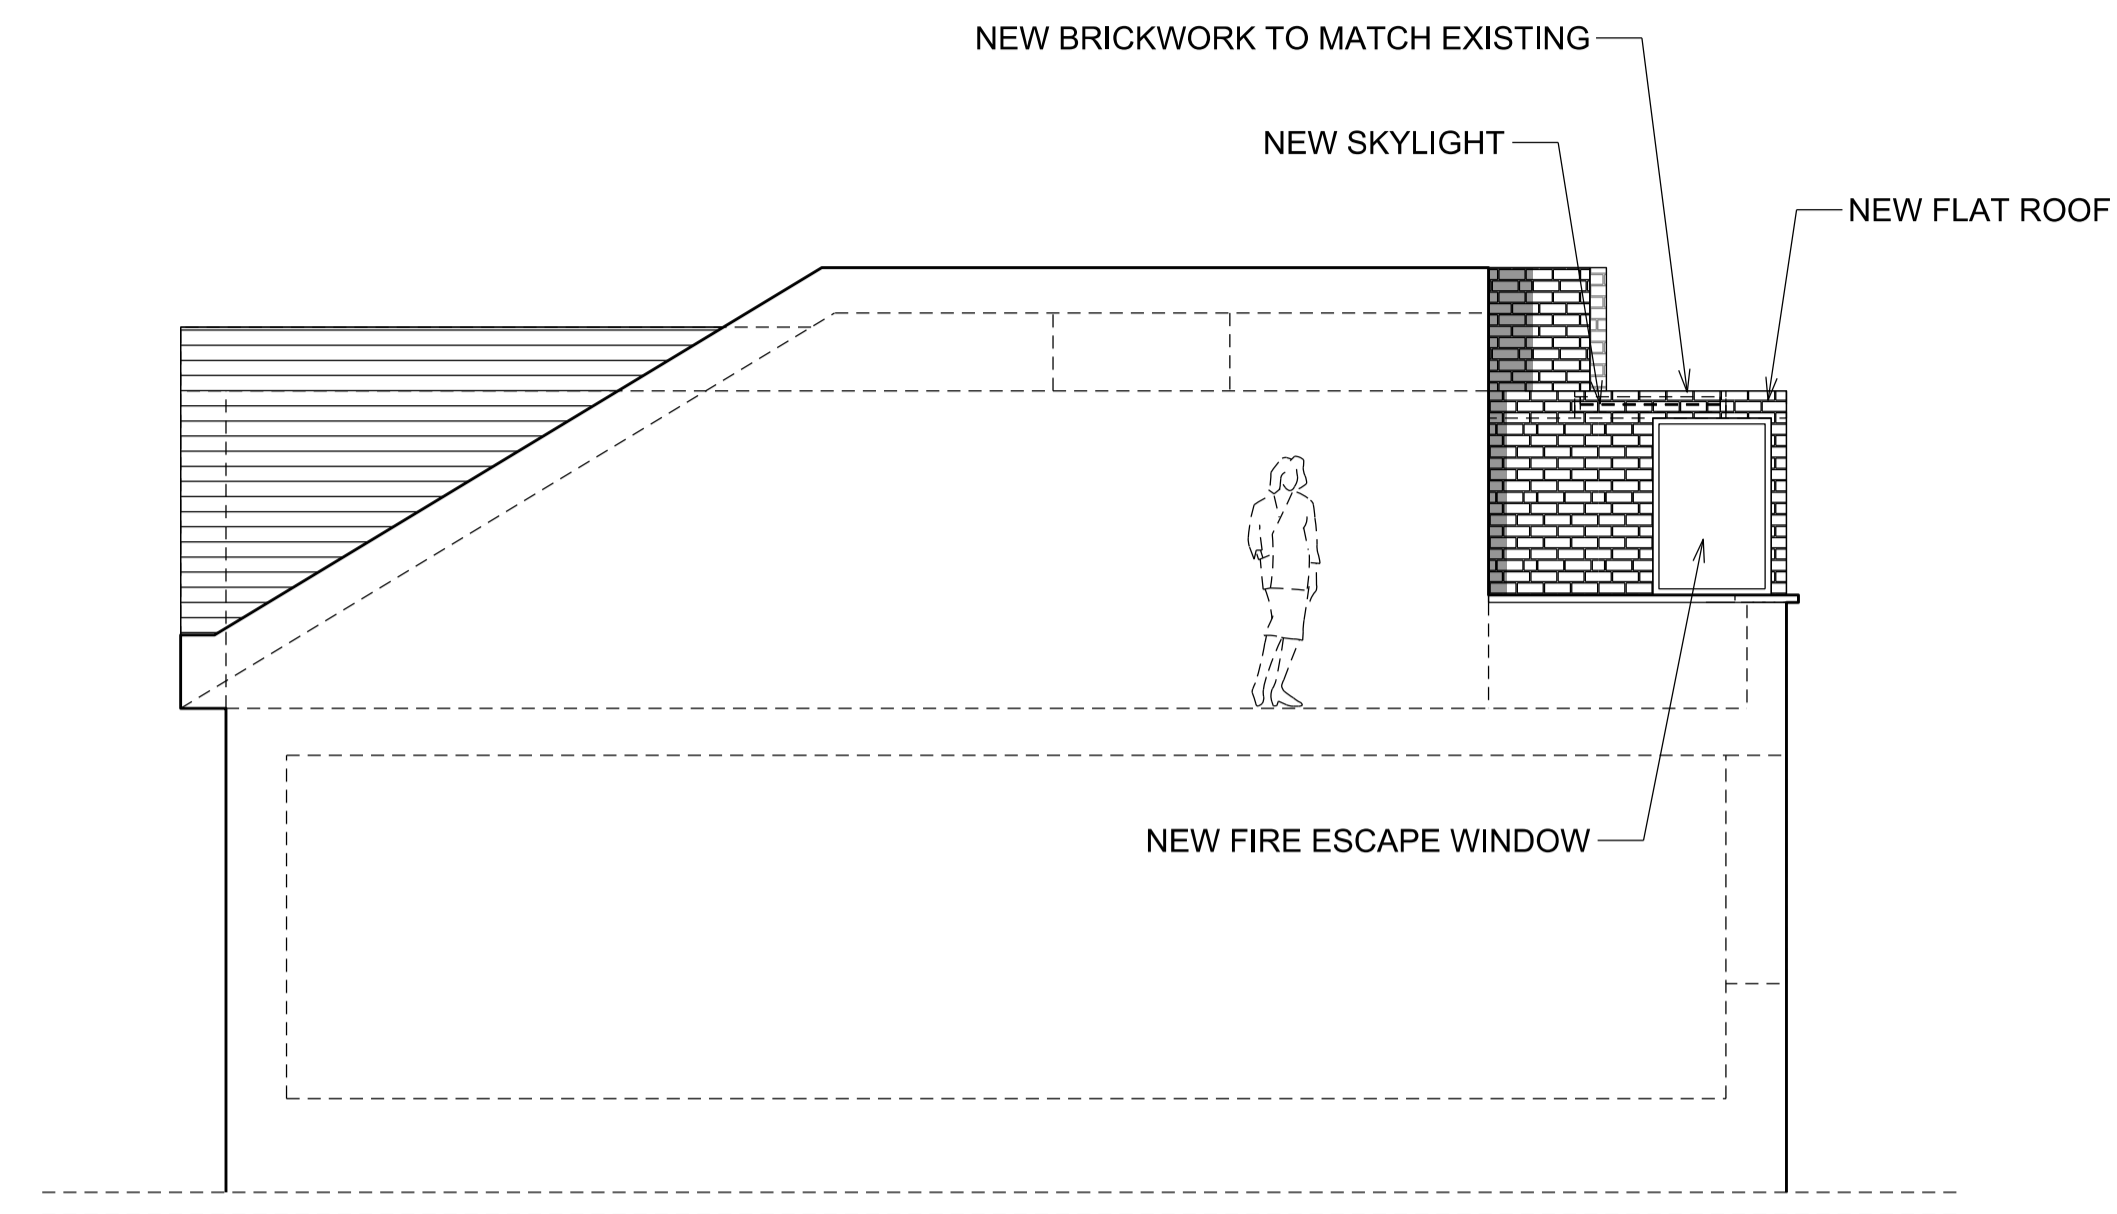 NEW BRICKWORK TO MATCH EXISTING
NEW SKYLIGHT
NEW FLAT ROOF
NEW FIRE ESCAPE WINDOW